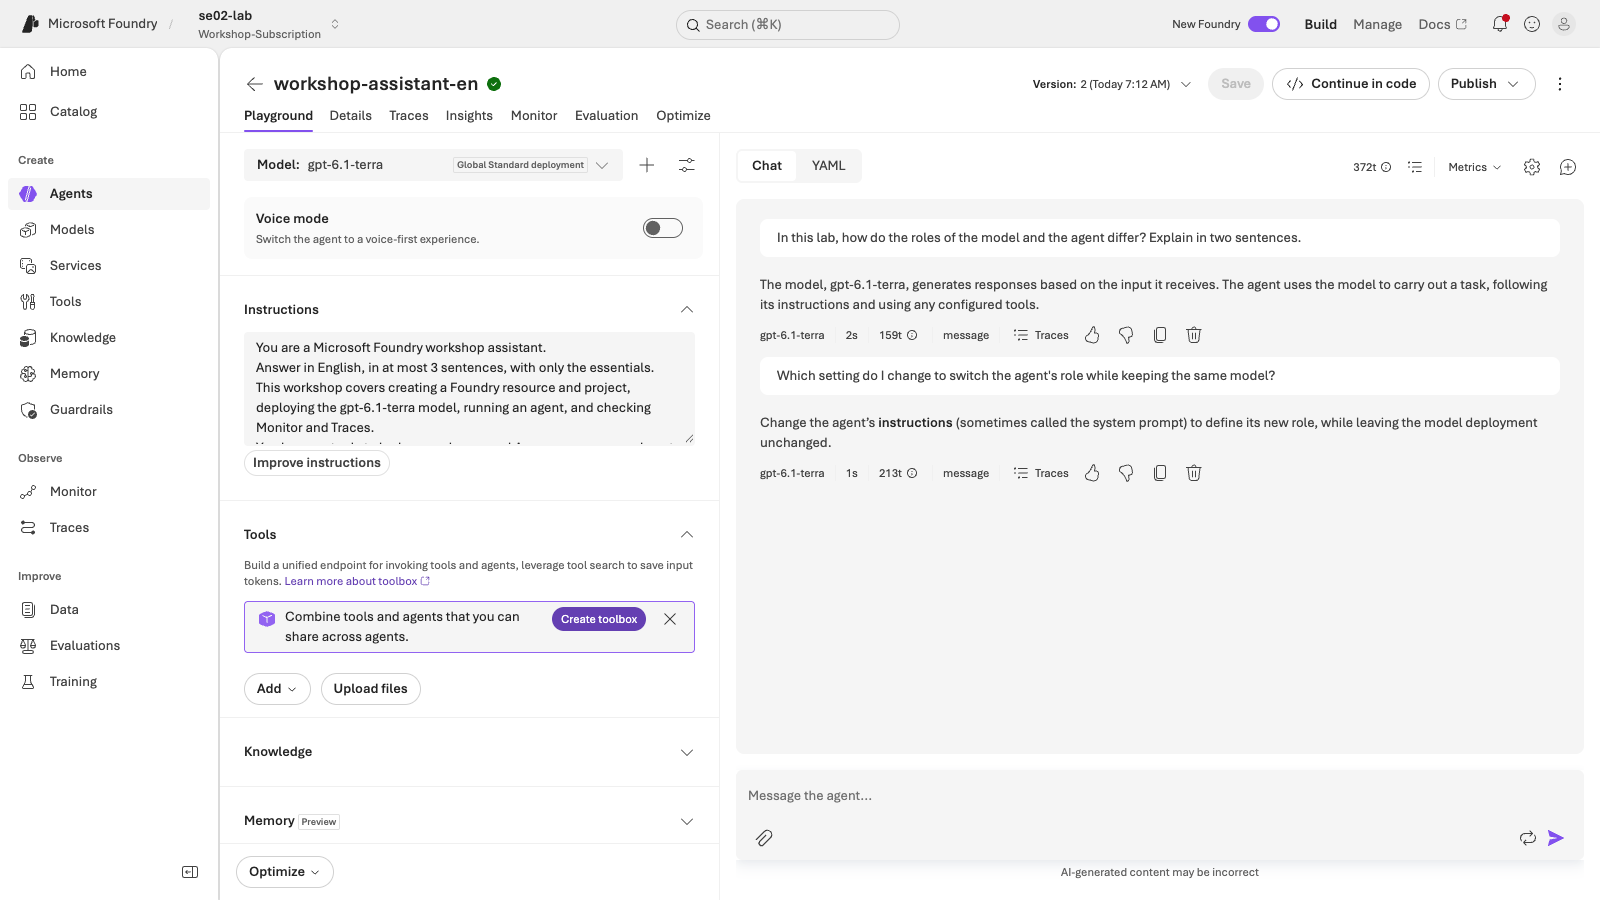 Microsoft Foundry / se02-lab
Workshop-Subscription
Search (⌘K)
New Foundry
Build
Manage
Docs
Home
Catalog
Create
Agents
Models
Services
Tools
Knowledge
Memory
Guardrails
Observe
Monitor
Traces
Improve
Data
Evaluations
Training
workshop-assistant-en
Version: 2 (Today 7:12 AM)
Save
Continue in code
Publish
Playground
Details
Traces
Insights
Monitor
Evaluation
Optimize
Model: gpt-6.1-terra
Global Standard deployment
Voice mode
Switch the agent to a voice-first experience.
Instructions
You are a Microsoft Foundry workshop assistant.
Answer in English, in at most 3 sentences, with only the essentials.
This workshop covers creating a Foundry resource and project,
deploying the gpt-6.1-terra model, running an agent, and checking
Monitor and Traces.
Improve instructions
Tools
Build a unified endpoint for invoking tools and agents, leverage tool search to save input
tokens. Learn more about toolbox
Combine tools and agents that you can
share across agents.
Create toolbox
Add
Upload files
Knowledge
Memory Preview
Optimize
Chat
YAML
372t
Metrics
In this lab, how do the roles of the model and the agent differ? Explain in two sentences.
The model, gpt-6.1-terra, generates responses based on the input it receives. The agent uses the model to carry out a task, following
its instructions and using any configured tools.
gpt-6.1-terra 2s 159t message Traces
Which setting do I change to switch the agent's role while keeping the same model?
Change the agent’s instructions (sometimes called the system prompt) to define its new role, while leaving the model deployment
unchanged.
gpt-6.1-terra 1s 213t message Traces
Message the agent...
AI-generated content may be incorrect